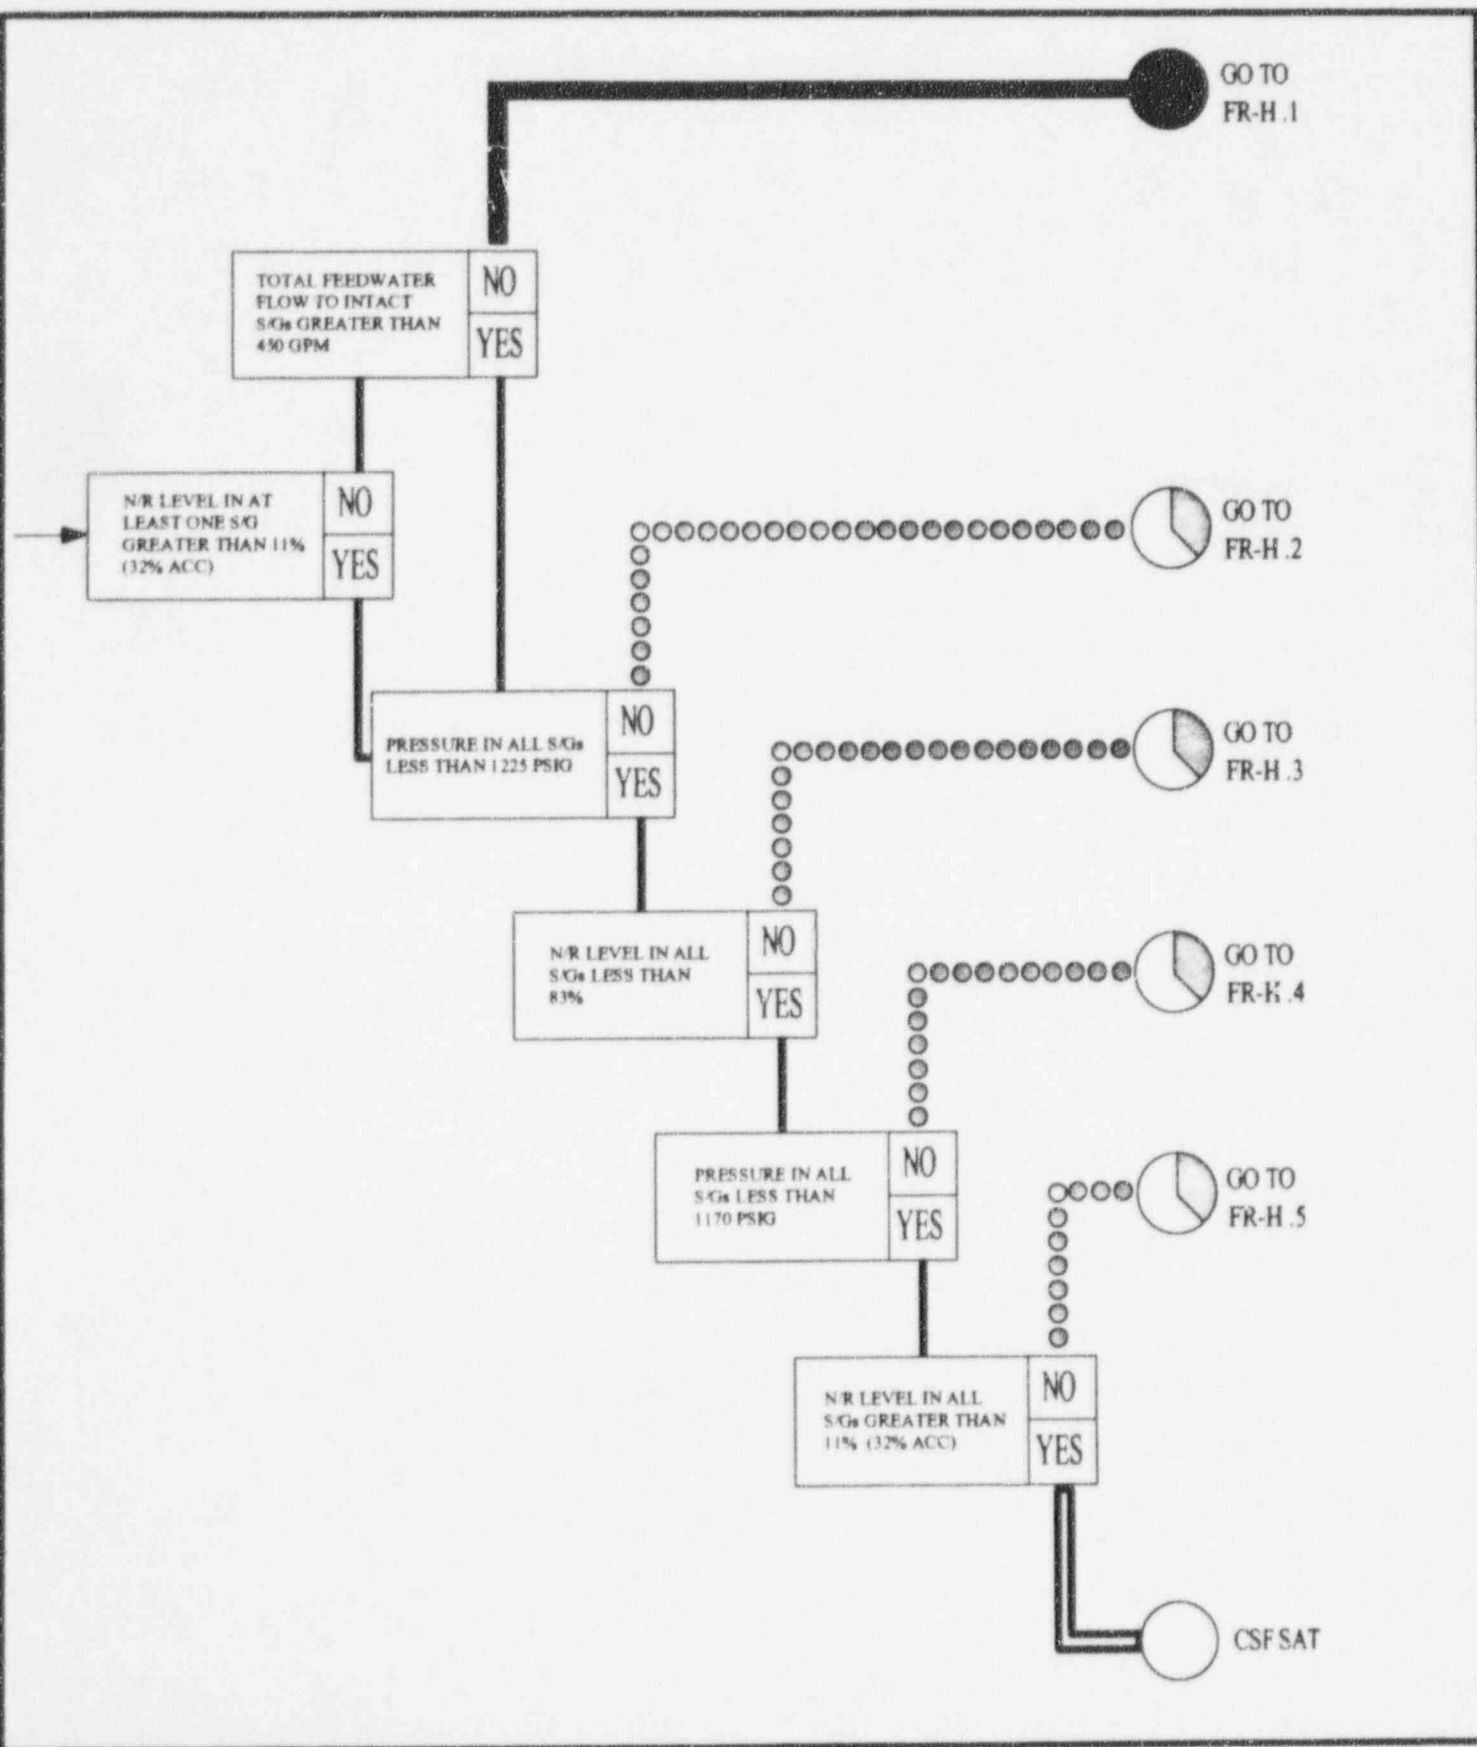 GO TO
FR-H .1
TOTAL FEEDWATER
FLOW TO INTACT
S/Gs GREATER THAN
450 GPM
NO
YES
N/R LEVEL IN AT
LEAST ONE S/G
GREATER THAN 11%
(32% ACC)
NO
YES
GO TO
FR-H .2
PRESSURE IN ALL S/Gs
LESS THAN 1225 PSIG
NO
YES
GO TO
FR-H .3
N/R LEVEL IN ALL
S/Gs LESS THAN
83%
NO
YES
GO TO
FR-H .4
PRESSURE IN ALL
S/Gs LESS THAN
1170 PSIG
NO
YES
GO TO
FR-H .5
N/R LEVEL IN ALL
S/Gs GREATER THAN
11% (32% ACC)
NO
YES
CSF SAT